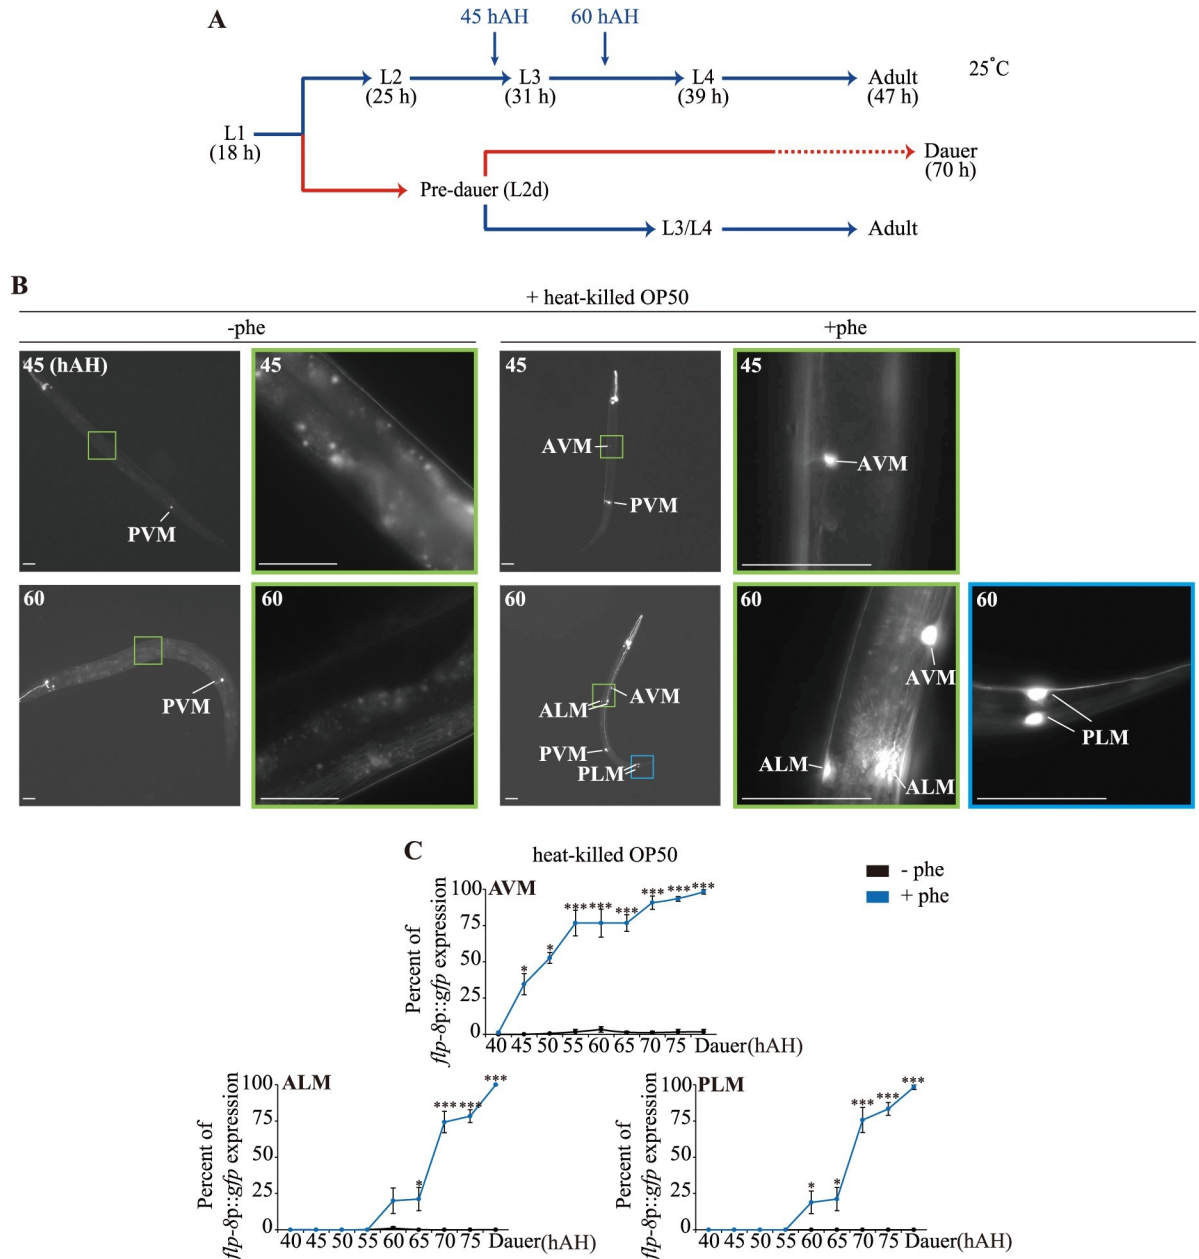 A
45 hAH 60 hAH
25°C
L2 L3 L4 Adult
(25 h) (31 h) (39 h) (47 h)
L1
(18 h)
Dauer
(70 h)
Pre-dauer (L2d)
L3/L4 Adult
B
+ heat-killed OP50
-phe +phe
45 (hAH) 45 45 45
AVM AVM
PVM PVM
60 60 60 60 60
PVM
AVM
ALM
PVM
PLM
AVM
ALM
ALM
PLM
C
heat-killed OP50
- phe
+ phe
AVM
Percent of
flp-8p::gfp expression
100
75
50
25
0
*
*
***
***
***
***
***
***
40 45 50 55 60 65 70 75 Dauer(hAH)
ALM
Percent of
flp-8p::gfp expression
100
75
50
25
0
*
***
***
***
40 45 50 55 60 65 70 75 Dauer(hAH)
PLM
Percent of
flp-8p::gfp expression
100
75
50
25
0
*
*
***
***
***
40 45 50 55 60 65 70 75 Dauer(hAH)